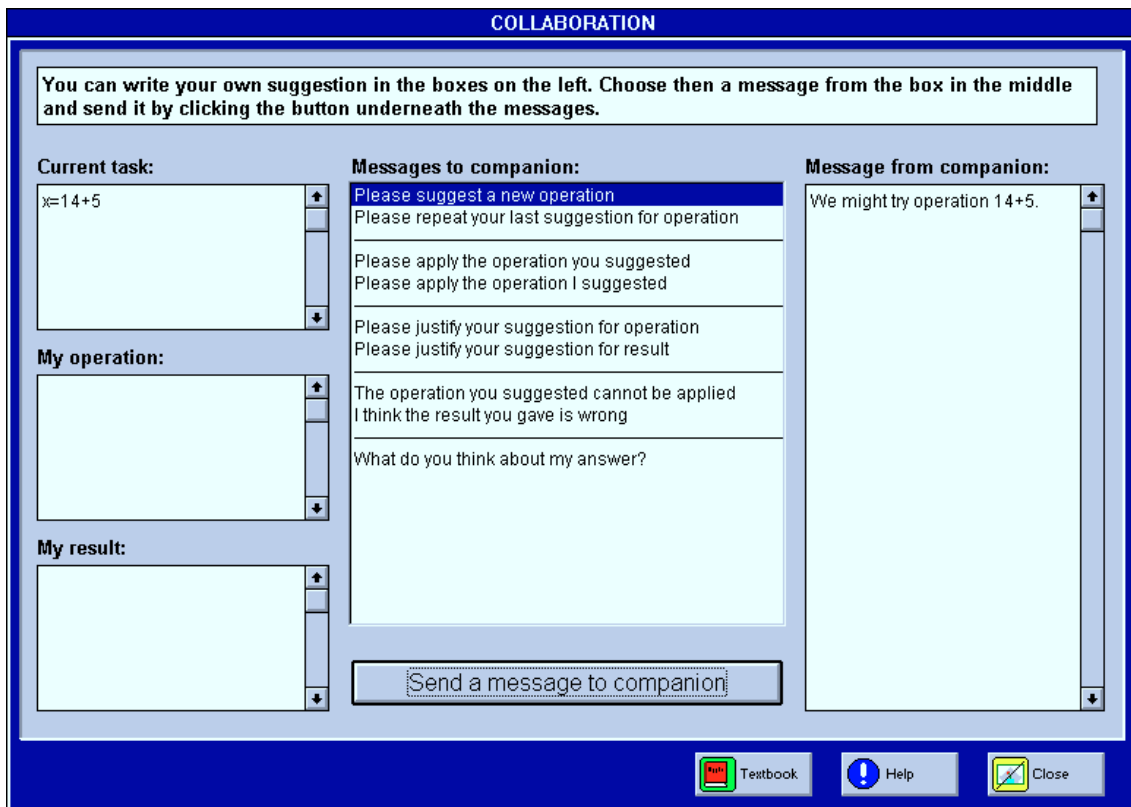 COLLABORATION
You can write your own suggestion in the boxes on the left. Choose then a message from the box in the middle
and send it by clicking the button underneath the messages.
Current task:
x=14+5
My operation:
My result:
Messages to companion:
Please suggest a new operation
Please repeat your last suggestion for operation
Please apply the operation you suggested
Please apply the operation I suggested
Please justify your suggestion for operation
Please justify your suggestion for result
The operation you suggested cannot be applied
I think the result you gave is wrong
What do you think about my answer?
Send a message to companion
Message from companion:
We might try operation 14+5.
Textbook
Help
Close